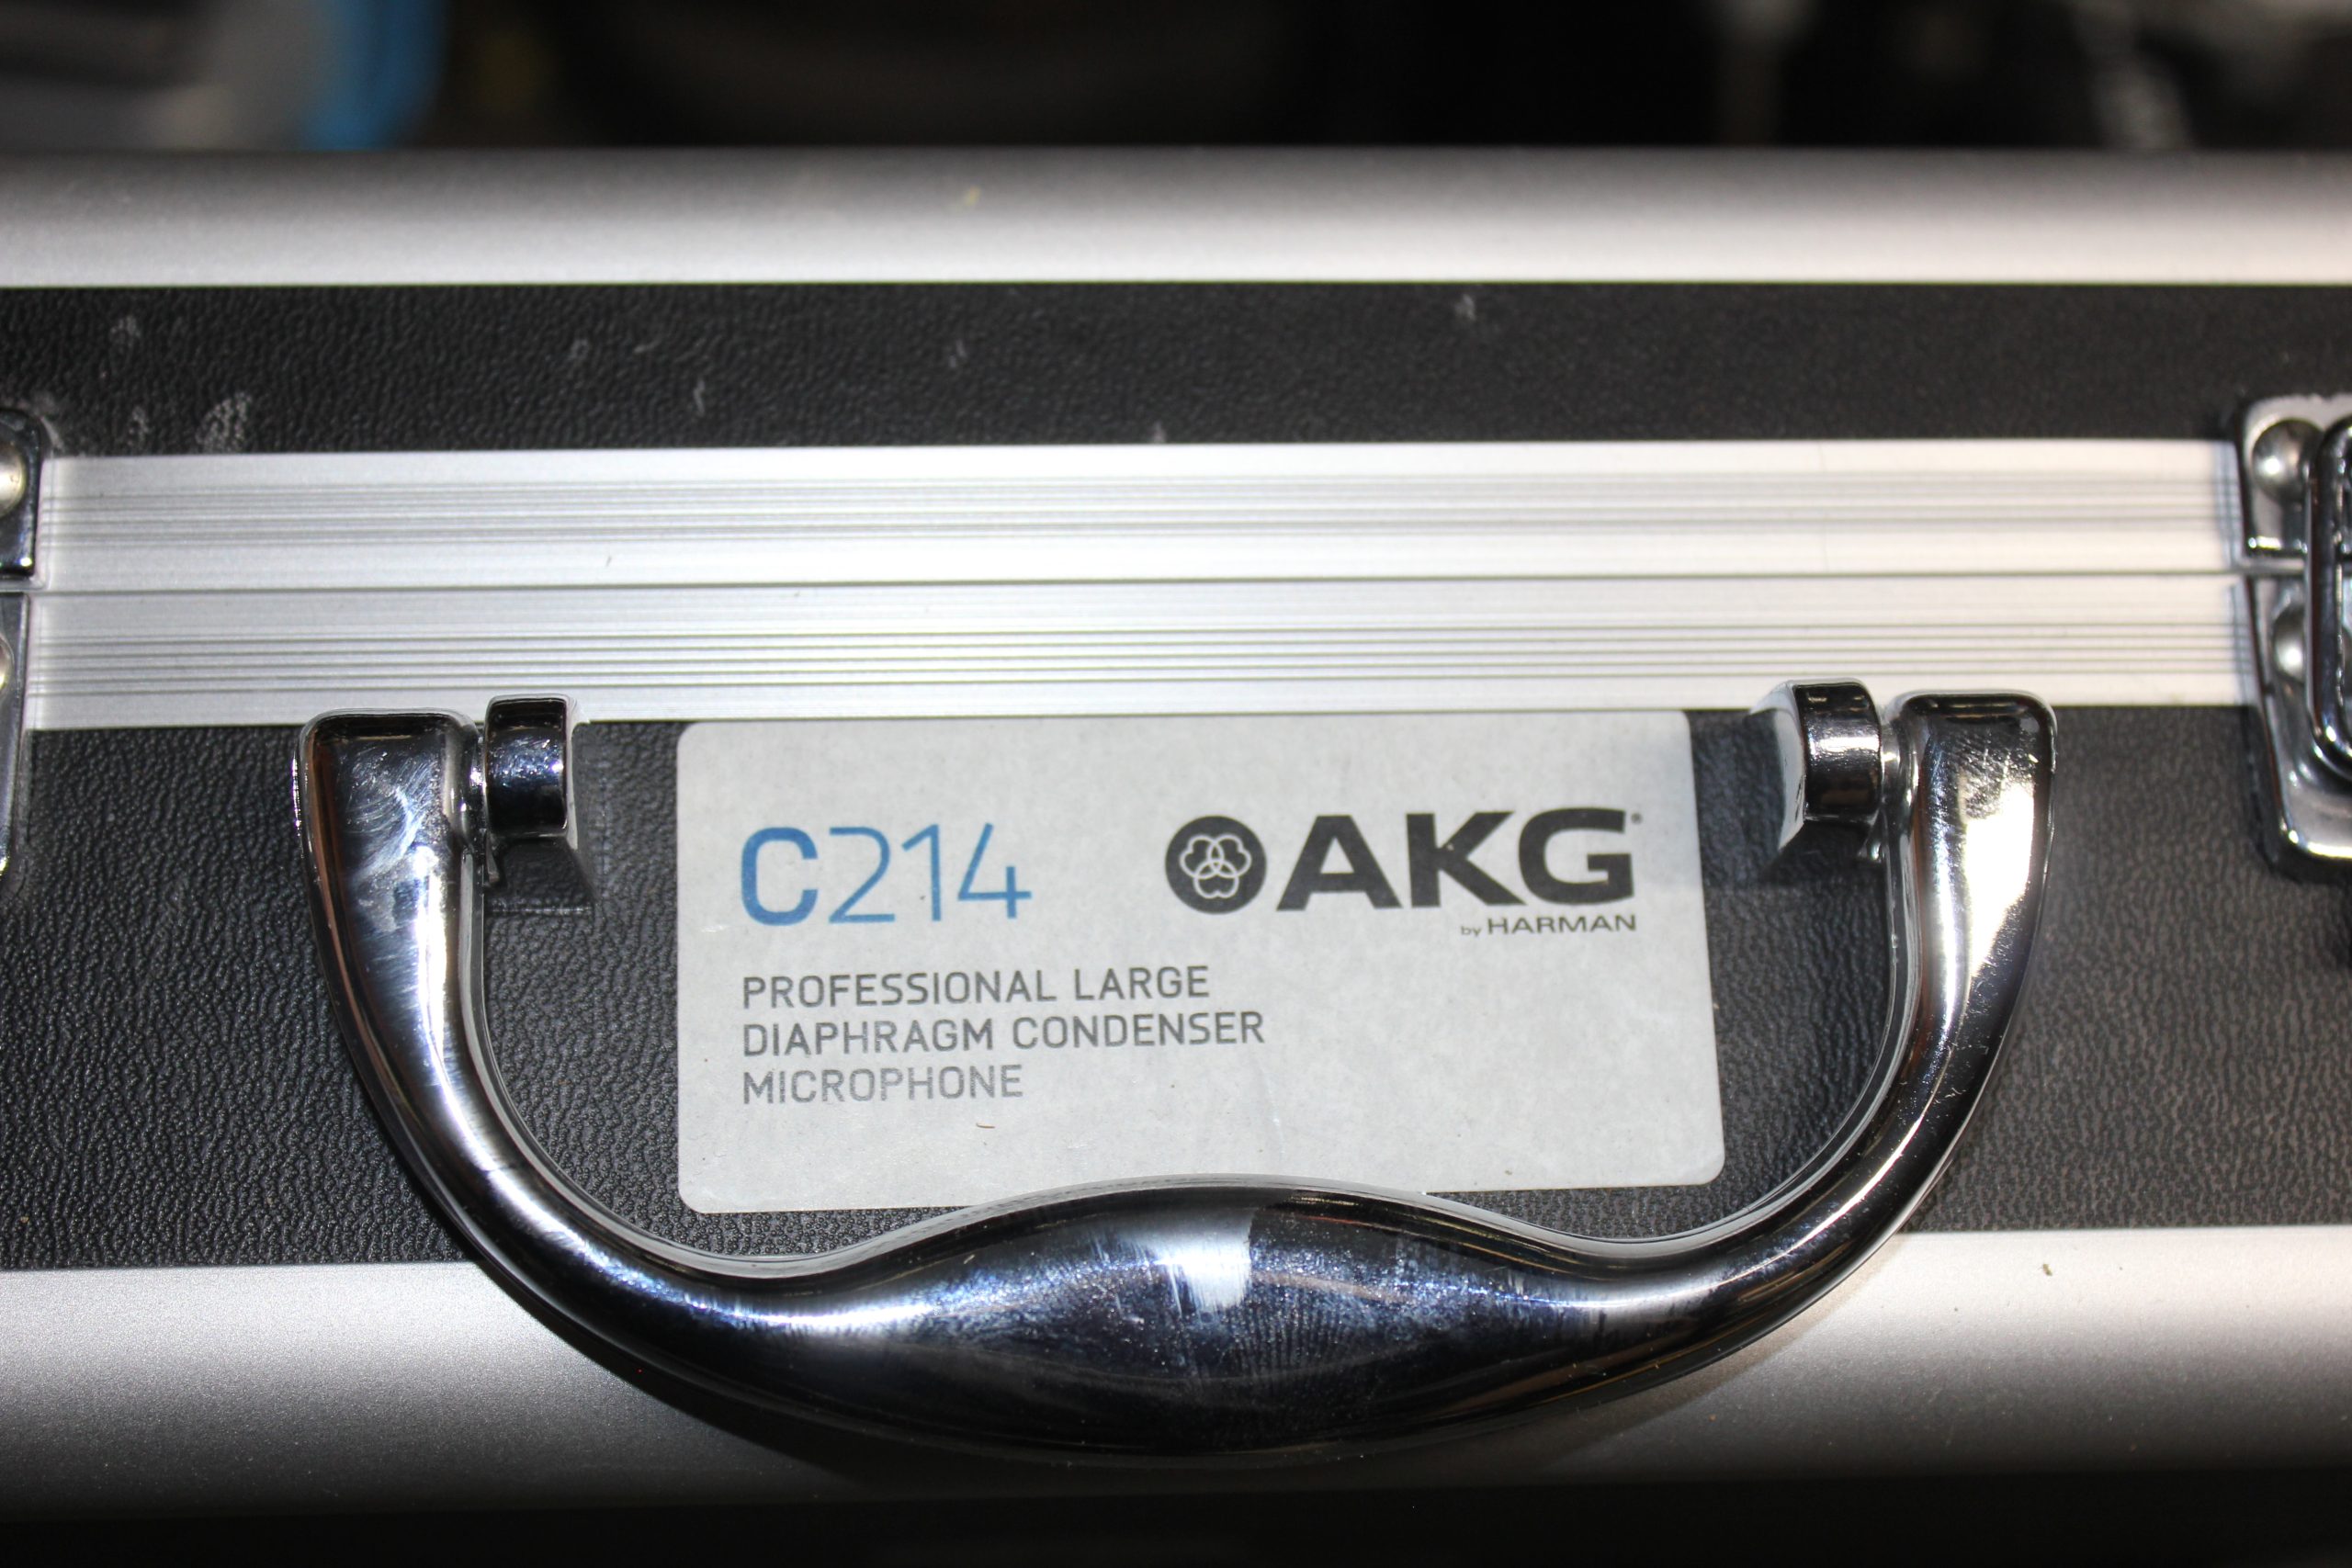 C214
AKG®
by HARMAN
PROFESSIONAL LARGE
DIAPHRAGM CONDENSER
MICROPHONE